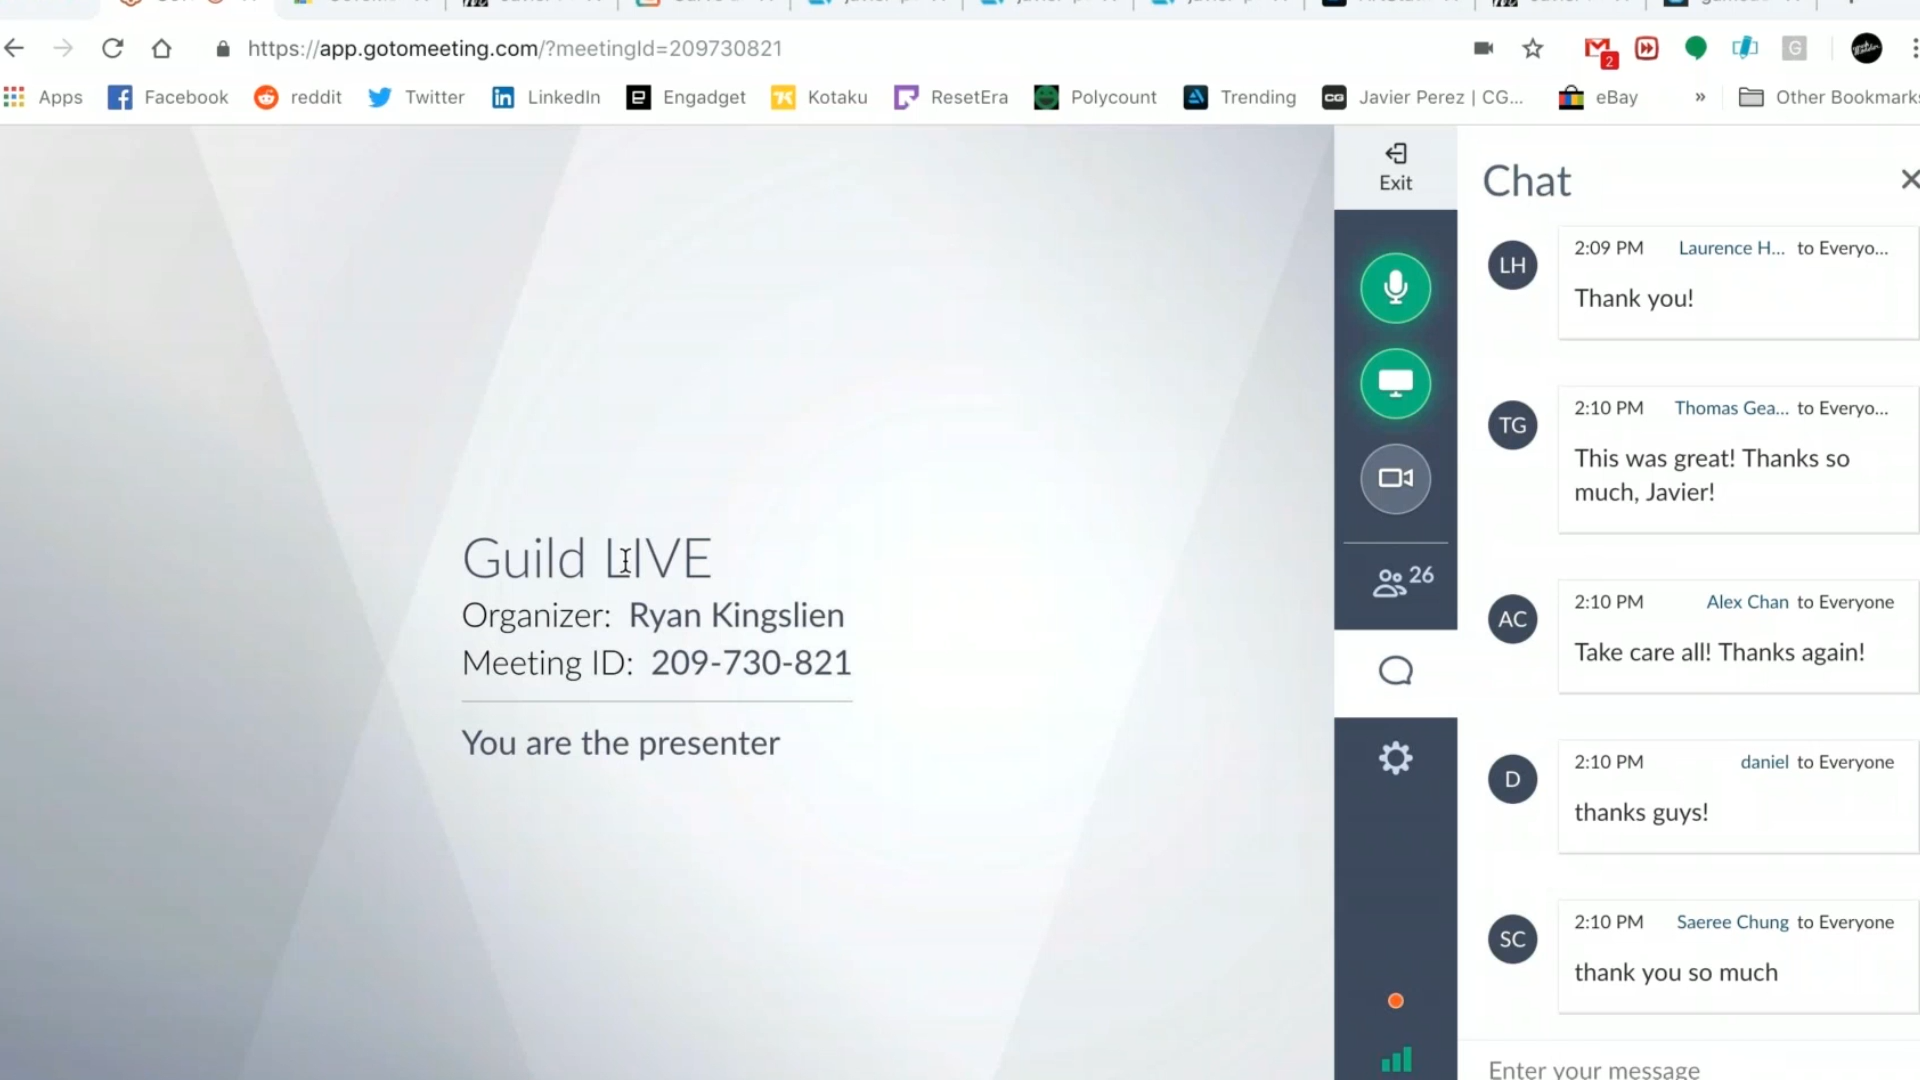 https://app.gotomeeting.com/?meetingId=209730821
2
G
Apps
Facebook
reddit
Twitter
LinkedIn
Engadget
Kotaku
ResetEra
Polycount
Trending
CG
Javier Perez | CG...
eBay
»
Other Bookmarks
Exit
Chat
LH
2:09 PM Laurence H... to Everyo...
Thank you!
TG
2:10 PM Thomas Gea... to Everyo...
This was great! Thanks so
much, Javier!
26
Guild LIVE
Organizer: Ryan Kingslien
Meeting ID: 209-730-821
You are the presenter
AC
2:10 PM Alex Chan to Everyone
Take care all! Thanks again!
D
2:10 PM daniel to Everyone
thanks guys!
SC
2:10 PM Saeree Chung to Everyone
thank you so much
Enter your message